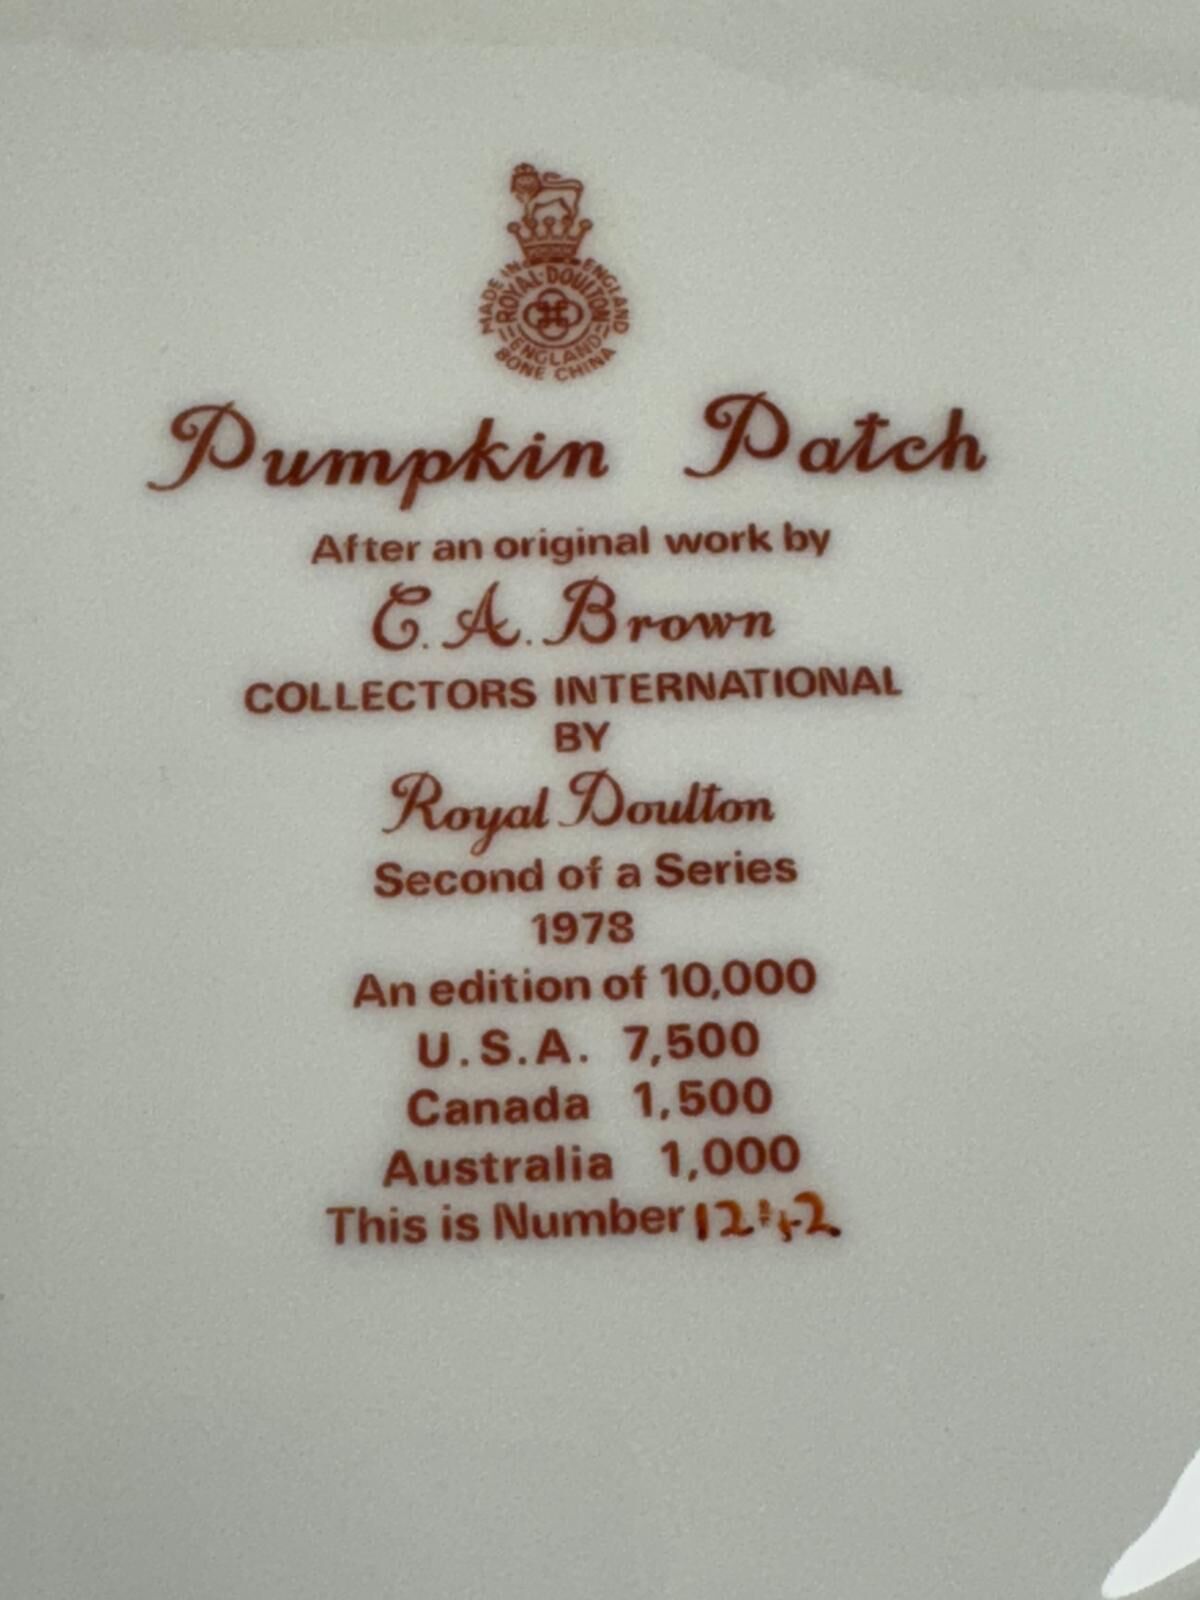 MADE IN ENGLAND
ROYAL DOULTON
ENGLAND
BONE CHINA
Pumpkin Patch
After an original work by
C. A. Brown
COLLECTORS INTERNATIONAL
BY
Royal Doulton
Second of a Series
1978
An edition of 10,000
U.S.A. 7,500
Canada 1,500
Australia 1,000
This is Number